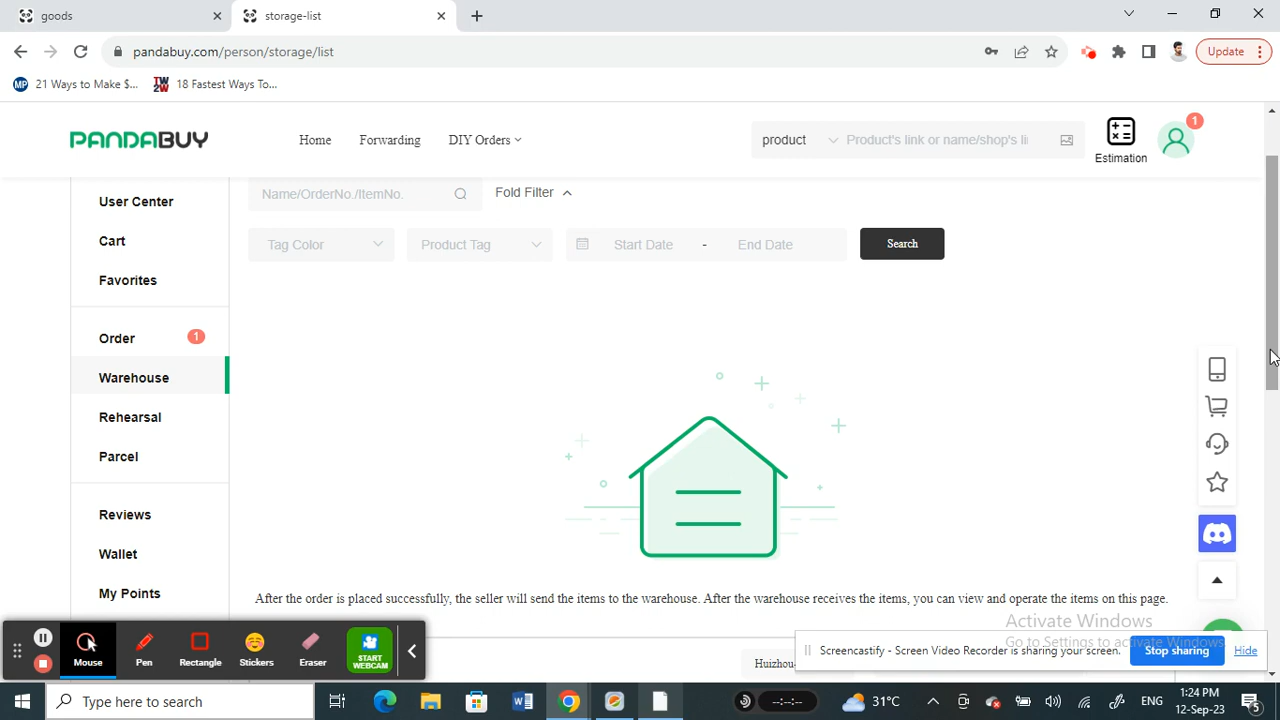 goods
storage-list
pandabuy.com/person/storage/list
Update
21 Ways to Make $...
18 Fastest Ways To...
PANDABUY
Home
Forwarding
DIY Orders
product
Product's link or name/shop's li
1
Estimation
User Center
Name/OrderNo./ItemNo.
Fold Filter
Cart
Tag Color
Product Tag
Start Date - End Date
Search
Favorites
Order 1
Warehouse
Rehearsal
Parcel
Reviews
Wallet
My Points
After the order is placed successfully, the seller will send the items to the warehouse. After the warehouse receives the items, you can view and operate the items on this page.
Activate Windows
Go to Settings to activate Windows.
Mouse
Pen
Rectangle
Stickers
Eraser
START WEBCAM
Huizhou-
Screencastify - Screen Video Recorder is sharing your screen.
Stop sharing
Hide
Type here to search
--:--:--
31°C
ENG
1:24 PM
12-Sep-23
5